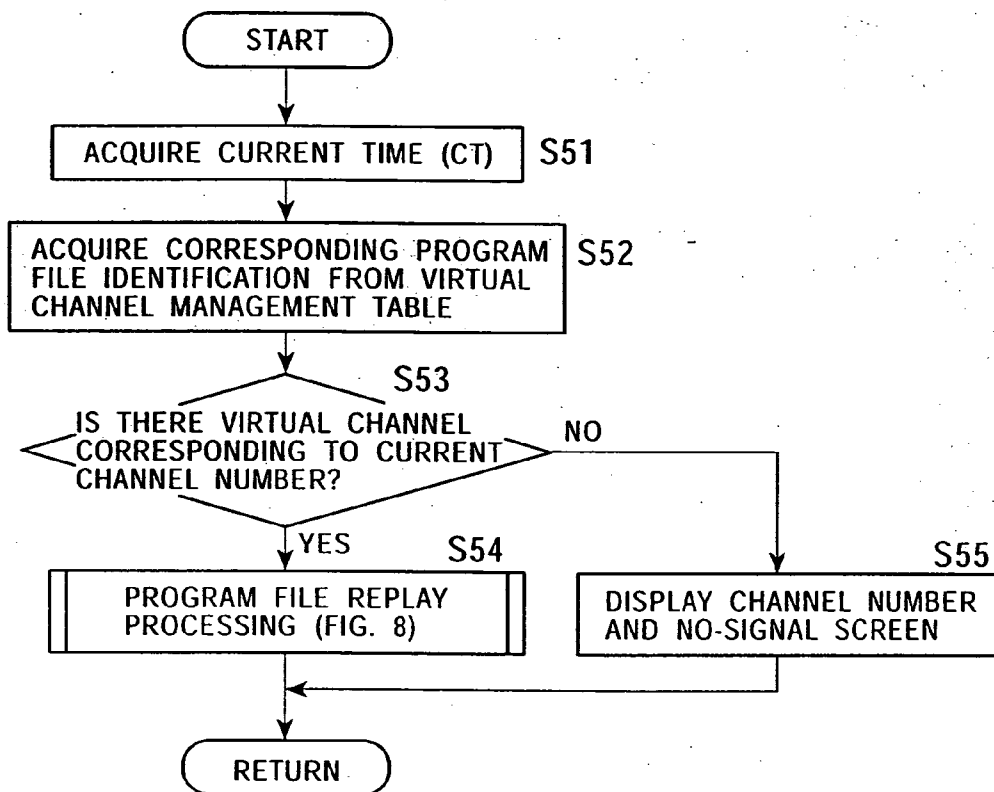 START
ACQUIRE CURRENT TIME (CT)
S51
ACQUIRE CORRESPONDING PROGRAM
FILE IDENTIFICATION FROM VIRTUAL
CHANNEL MANAGEMENT TABLE
S52
S53
IS THERE VIRTUAL CHANNEL
CORRESPONDING TO CURRENT
CHANNEL NUMBER?
NO
YES
S54
PROGRAM FILE REPLAY
PROCESSING (FIG. 8)
S55
DISPLAY CHANNEL NUMBER
AND NO-SIGNAL SCREEN
RETURN